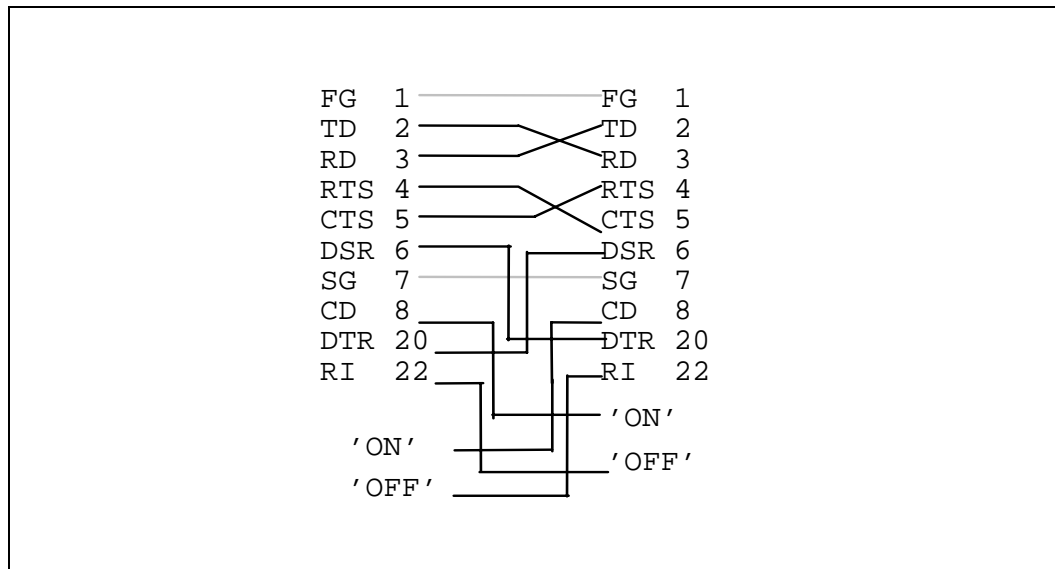 FG 1 FG 1
TD 2 TD 2
RD 3 RD 3
RTS 4 RTS 4
CTS 5 CTS 5
DSR 6 DSR 6
SG 7 SG 7
CD 8 CD 8
DTR 20 DTR 20
RI 22 RI 22
'ON'
'ON'
'OFF'
'OFF'